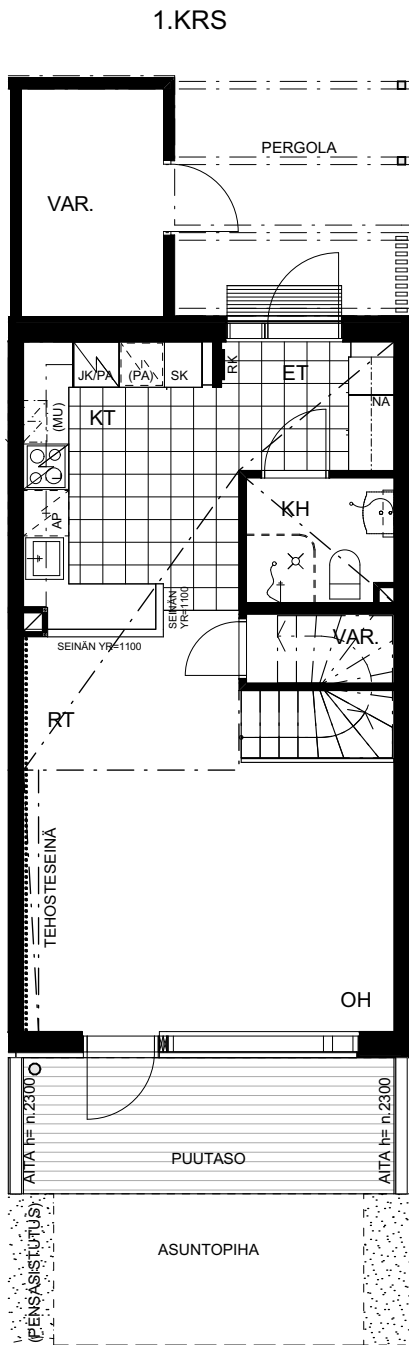 1.KRS
PERGOLA
VAR.
JK/PA
(PA)
SK
RK
ET
KT
NA
(MU)
KH
AP
SEINÄN
YR=1100
SEINÄN YR=1100
VAR.
RT
TEHOSTESEINÄ
OH
AITA h= n.2300
AITA h= n.2300
PUUTASO
(PENSASISTUTUS)
ASUNTOPIHA